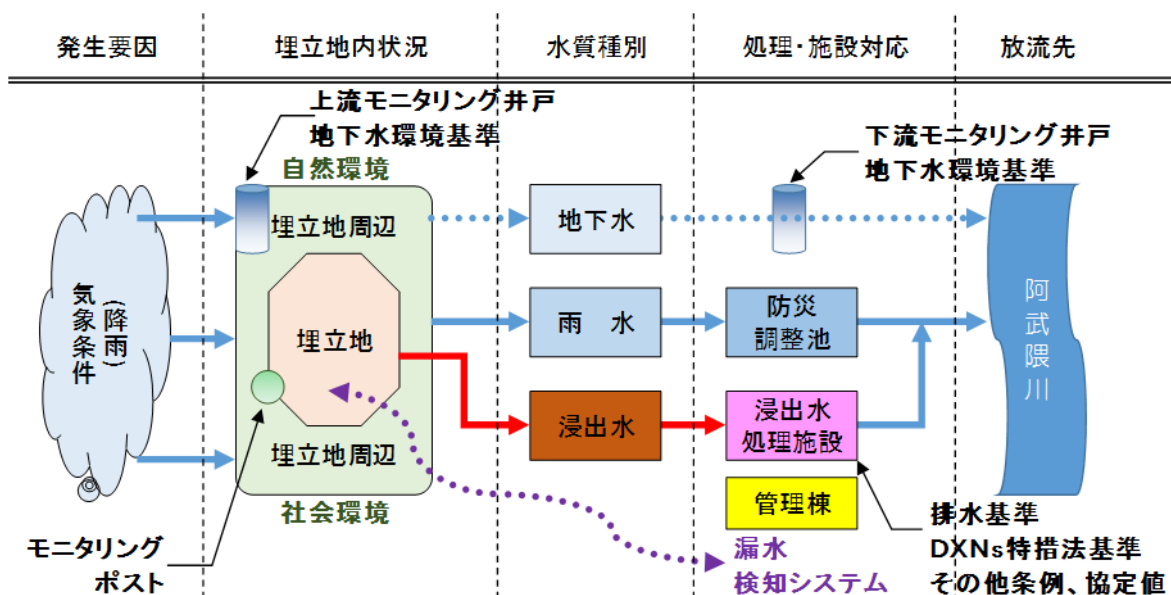 発生要因
埋立地内状況
水質種別
処理・施設対応
放流先
上流モニタリング井戸
地下水環境基準
自然環境
下流モニタリング井戸
地下水環境基準
埋立地周辺
地下水
気象条件
(降雨)
埋立地
雨 水
防災
調整池
阿武隈川
浸出水
浸出水
処理施設
埋立地周辺
社会環境
管理棟
モニタリング
ポスト
漏水
検知システム
排水基準
DXNs特措法基準
その他条例、協定値